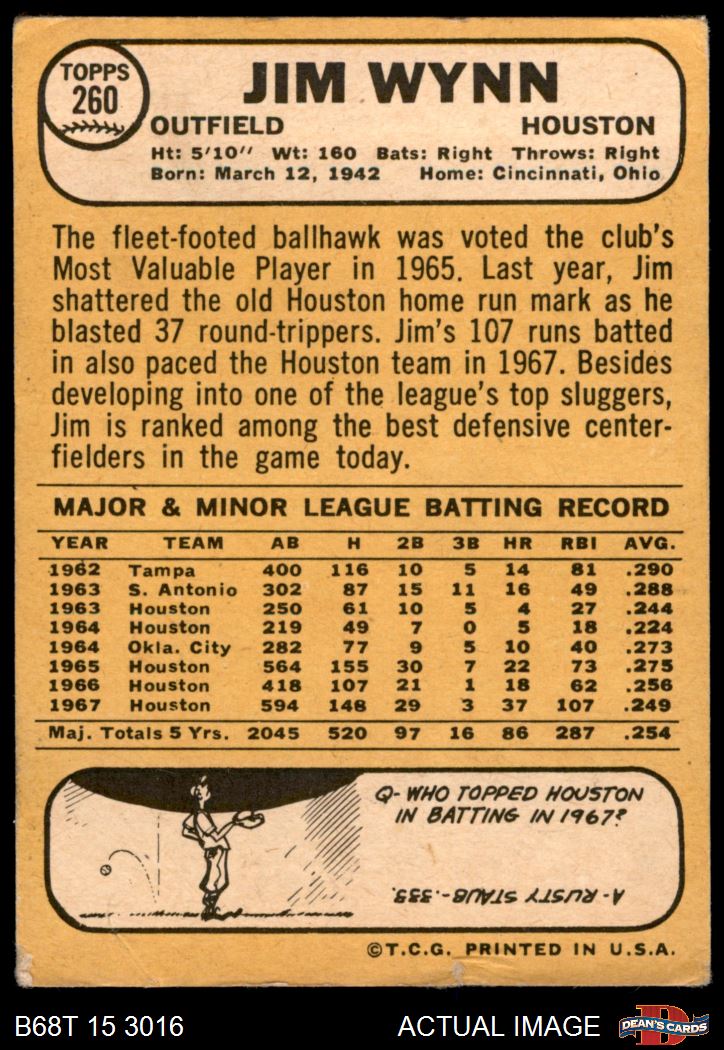 TOPPS
260
JIM WYNN
OUTFIELD HOUSTON
Ht: 5'10" Wt: 160 Bats: Right Throws: Right
Born: March 12, 1942 Home: Cincinnati, Ohio
The fleet-footed ballhawk was voted the club's
Most Valuable Player in 1965. Last year, Jim
shattered the old Houston home run mark as he
blasted 37 round-trippers. Jim's 107 runs batted
in also paced the Houston team in 1967. Besides
developing into one of the league's top sluggers,
Jim is ranked among the best defensive center-
fielders in the game today.
MAJOR & MINOR LEAGUE BATTING RECORD
YEAR TEAM AB H 2B 3B HR RBI AVG.
1962 Tampa 400 116 10 5 14 81 .290
1963 S. Antonio 302 87 15 11 16 49 .288
1963 Houston 250 61 10 5 4 27 .244
1964 Houston 219 49 7 0 5 18 .224
1964 Okla. City 282 77 9 5 10 40 .273
1965 Houston 564 155 30 7 22 73 .275
1966 Houston 418 107 21 1 18 62 .256
1967 Houston 594 148 29 3 37 107 .249
Maj. Totals 5 Yrs. 2045 520 97 16 86 287 .254
Q- WHO TOPPED HOUSTON
IN BATTING IN 1967?
A - RUSTY STAUB -.333.
©T.C.G. PRINTED IN U.S.A.
B68T 15 3016 ACTUAL IMAGE
DEAN'S CARDS